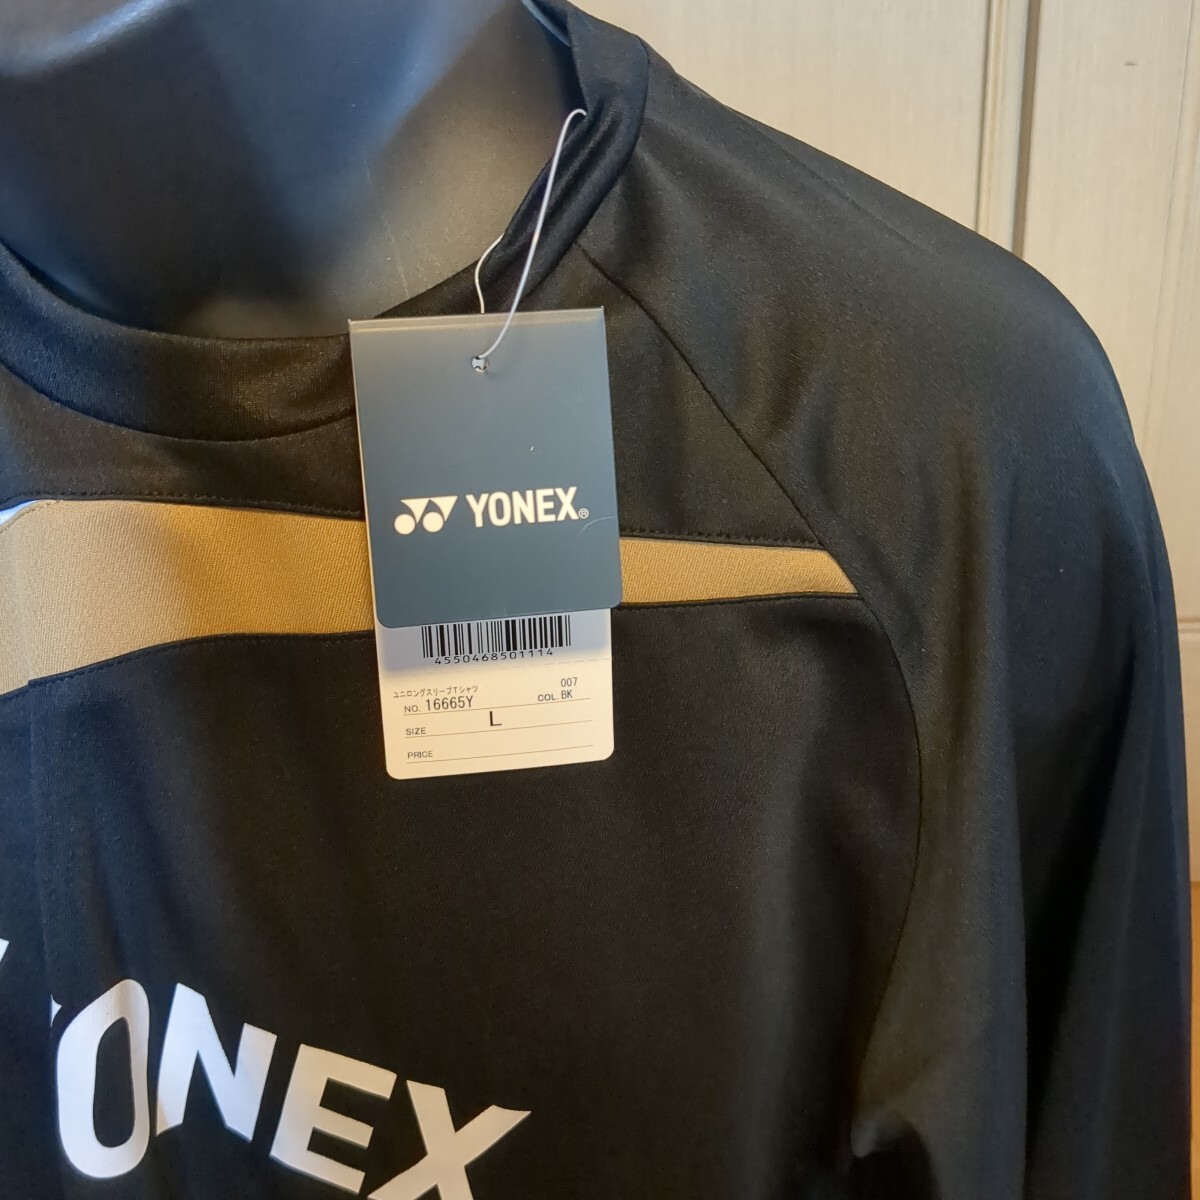 YONEX®
4550468501114
ユニロングスリーブTシャツ 007
NO. 16665Y COL. BK
SIZE L
PRICE
YONEX